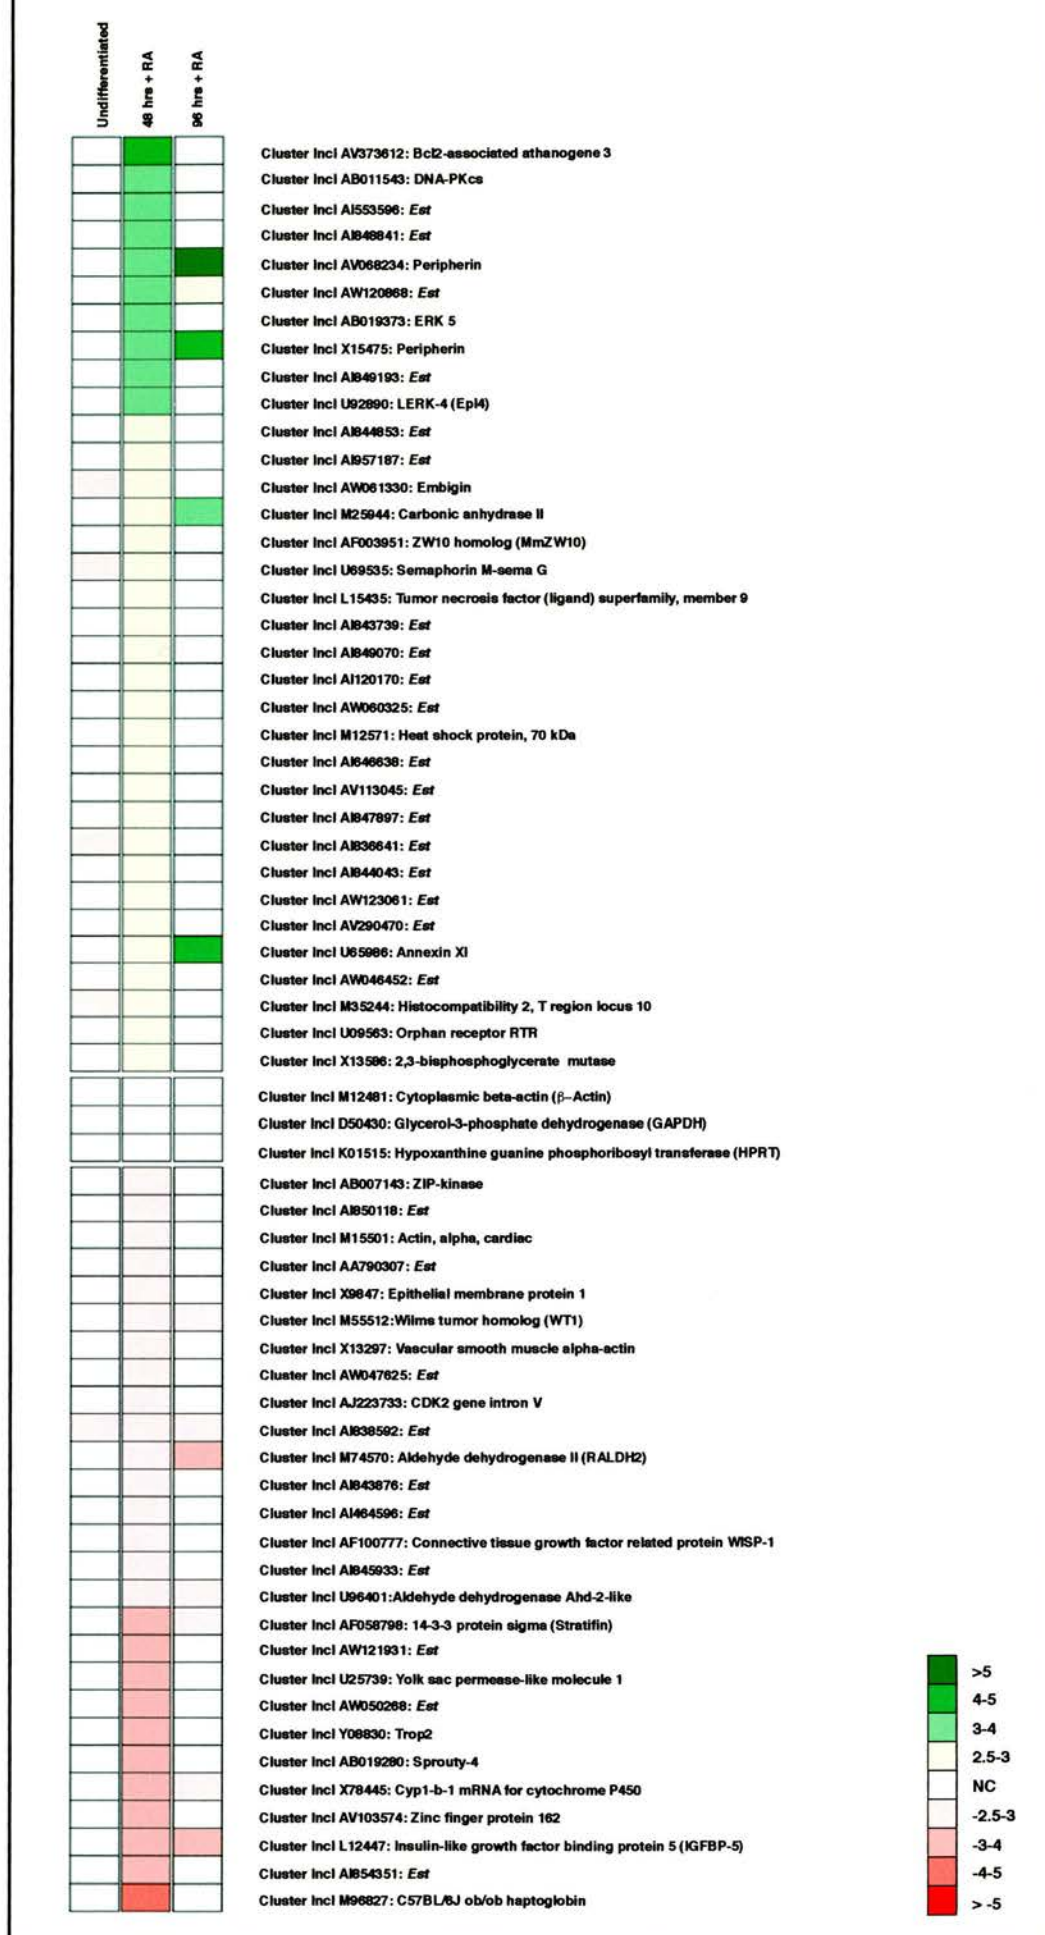 Undifferentiated
48 hrs + RA
96 hrs + RA
Cluster Incl AV373612: Bcl2-associated athanogene 3
Cluster Incl AB011543: DNA-PKcs
Cluster Incl AI553596: Est
Cluster Incl AI848841: Est
Cluster Incl AV068234: Peripherin
Cluster Incl AW120868: Est
Cluster Incl AB019373: ERK 5
Cluster Incl X15475: Peripherin
Cluster Incl AI849193: Est
Cluster Incl U92890: LERK-4 (Epl4)
Cluster Incl AI844853: Est
Cluster Incl AI957187: Est
Cluster Incl AW061330: Embigin
Cluster Incl M25944: Carbonic anhydrase II
Cluster Incl AF003951: ZW10 homolog (MmZW10)
Cluster Incl U69535: Semaphorin M-sema G
Cluster Incl L15435: Tumor necrosis factor (ligand) superfamily, member 9
Cluster Incl AI843739: Est
Cluster Incl AI849070: Est
Cluster Incl AI120170: Est
Cluster Incl AW060325: Est
Cluster Incl M12571: Heat shock protein, 70 kDa
Cluster Incl AI646638: Est
Cluster Incl AV113045: Est
Cluster Incl AI847897: Est
Cluster Incl AI836641: Est
Cluster Incl AI844043: Est
Cluster Incl AW123061: Est
Cluster Incl AV290470: Est
Cluster Incl U65986: Annexin XI
Cluster Incl AW046452: Est
Cluster Incl M35244: Histocompatibility 2, T region locus 10
Cluster Incl U09563: Orphan receptor RTR
Cluster Incl X13586: 2,3-bisphosphoglycerate mutase
Cluster Incl M12481: Cytoplasmic beta-actin (β–Actin)
Cluster Incl D50430: Glycerol-3-phosphate dehydrogenase (GAPDH)
Cluster Incl K01515: Hypoxanthine guanine phosphoribosyl transferase (HPRT)
Cluster Incl AB007143: ZIP-kinase
Cluster Incl AI850118: Est
Cluster Incl M15501: Actin, alpha, cardiac
Cluster Incl AA790307: Est
Cluster Incl X9847: Epithelial membrane protein 1
Cluster Incl M55512:Wilms tumor homolog (WT1)
Cluster Incl X13297: Vascular smooth muscle alpha-actin
Cluster Incl AW047625: Est
Cluster Incl AJ223733: CDK2 gene intron V
Cluster Incl AI838592: Est
Cluster Incl M74570: Aldehyde dehydrogenase II (RALDH2)
Cluster Incl AI843876: Est
Cluster Incl AI464596: Est
Cluster Incl AF100777: Connective tissue growth factor related protein WISP-1
Cluster Incl AI845933: Est
Cluster Incl U96401:Aldehyde dehydrogenase Ahd-2-like
Cluster Incl AF058798: 14-3-3 protein sigma (Stratifin)
Cluster Incl AW121931: Est
Cluster Incl U25739: Yolk sac permease-like molecule 1
Cluster Incl AW050268: Est
Cluster Incl Y08830: Trop2
Cluster Incl AB019280: Sprouty-4
Cluster Incl X78445: Cyp1-b-1 mRNA for cytochrome P450
Cluster Incl AV103574: Zinc finger protein 162
Cluster Incl L12447: Insulin-like growth factor binding protein 5 (IGFBP-5)
Cluster Incl AI854351: Est
Cluster Incl M96827: C57BL/6J ob/ob haptoglobin
>5
4-5
3-4
2.5-3
NC
-2.5-3
-3-4
-4-5
> -5